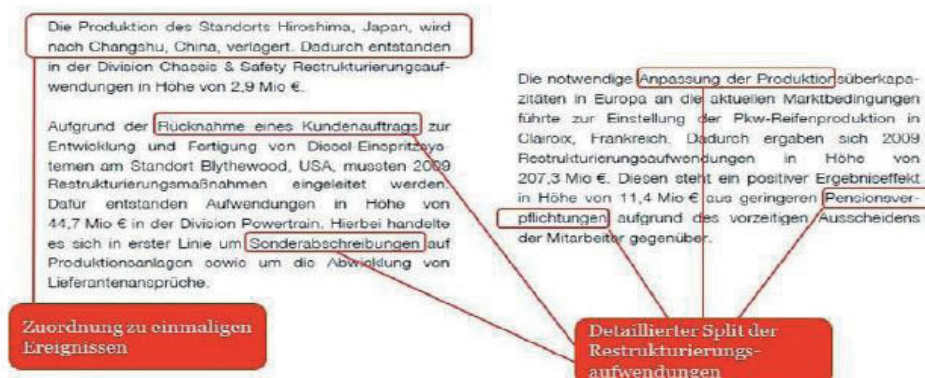 Die Produktion des Standorts Hiroshima, Japan, wird
nach Changshu, China, verlagert. Dadurch entstanden
in der Division Chassis & Safety Restrukturierungsauf-
wendungen in Höhe von 2,9 Mio €.
Aufgrund der Rücknahme eines Kundenauftrags zur
Entwicklung und Fertigung von Diesel-Einspritzsys-
temen am Standort Blythewood, USA, mussten 2009
Restrukturierungsmaßnahmen eingeleitet werden.
Dafür entstanden Aufwendungen in Höhe von
44,7 Mio € in der Division Powertrain. Hierbei handelte
es sich in erster Linie um Sonderabschreibungen auf
Produktionsanlagen sowie um die Abwicklung von
Lieferantenansprüche.
Die notwendige Anpassung der Produktionsüberkapa-
zitäten in Europa an die aktuellen Marktbedingungen
führte zur Einstellung der Pkw-Reifenproduktion in
Clairoix, Frankreich. Dadurch ergaben sich 2009
Restrukturierungsaufwendungen in Höhe von
207,3 Mio €. Diesen steht ein positiver Ergebniseffekt
in Höhe von 11,4 Mio € aus geringeren Pensionsver-
pflichtungen aufgrund des vorzeitigen Ausscheidens
der Mitarbeiter gegenüber.
Zuordnung zu einmaligen
Ereignissen
Detaillierter Split der
Restrukturierungs-
aufwendungen